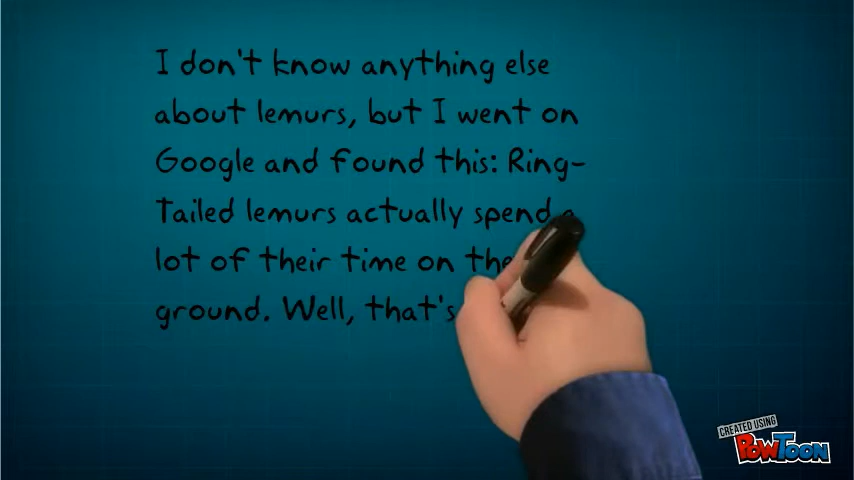 I don't know anything else
about lemurs, but I went on
Google and found this: Ring-
Tailed lemurs actually spend a
lot of their time on the
ground. Well, that's
CREATED USING
POWTOON